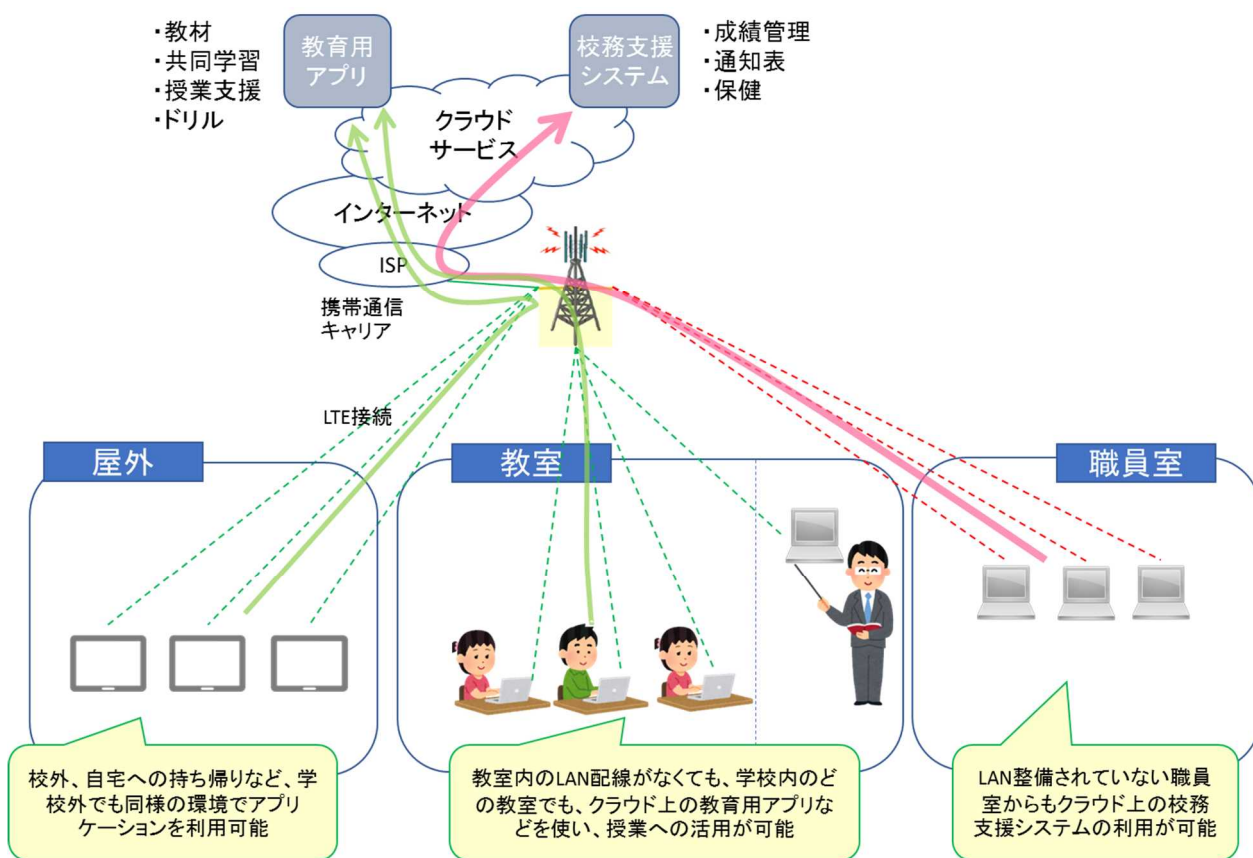 ・教材
・共同学習
・授業支援
・ドリル
教育用
アプリ
校務支援
システム
・成績管理
・通知表
・保健
クラウド
サービス
インターネット
ISP
携帯通信
キャリア
LTE接続
屋外
教室
職員室
校外、自宅への持ち帰りなど、学
校外でも同様の環境でアプリ
ケーションを利用可能
教室内のLAN配線がなくても、学校内のど
の教室でも、クラウド上の教育用アプリな
どを使い、授業への活用が可能
LAN整備されていない職員
室からもクラウド上の校務
支援システムの利用が可能